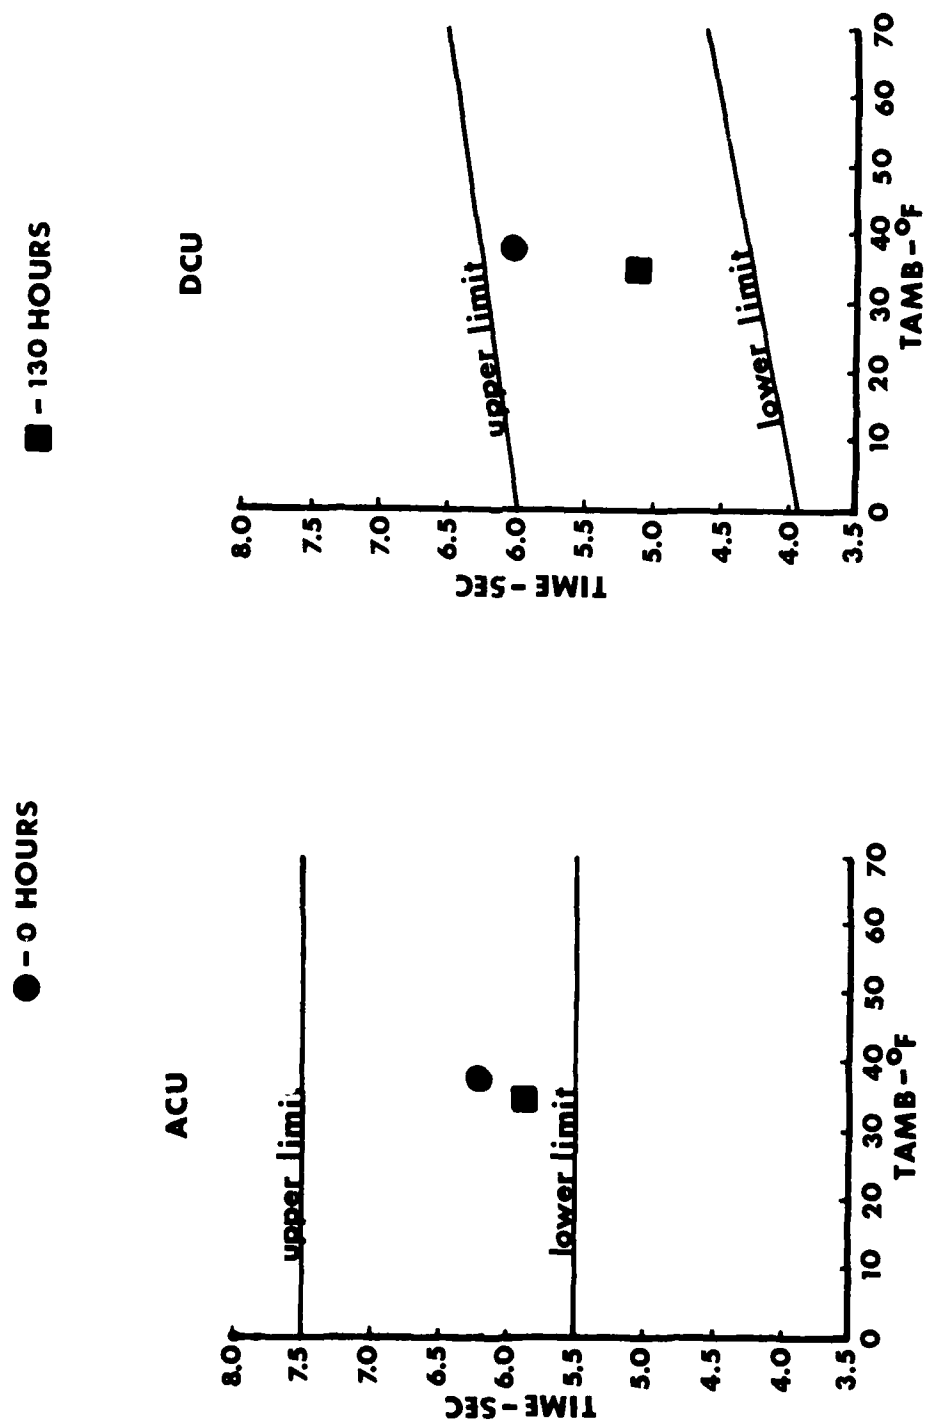 ● – 0 HOURS
■ – 130 HOURS
ACU
TIME – SEC
8.0
7.5
7.0
6.5
6.0
5.5
5.0
4.5
4.0
3.5
upper limit
lower limit
0 10 20 30 40 50 60 70
TAMB – °F
DCU
TIME – SEC
8.0
7.5
7.0
6.5
6.0
5.5
5.0
4.5
4.0
3.5
upper limit
lower limit
0 10 20 30 40 50 60 70
TAMB – °F